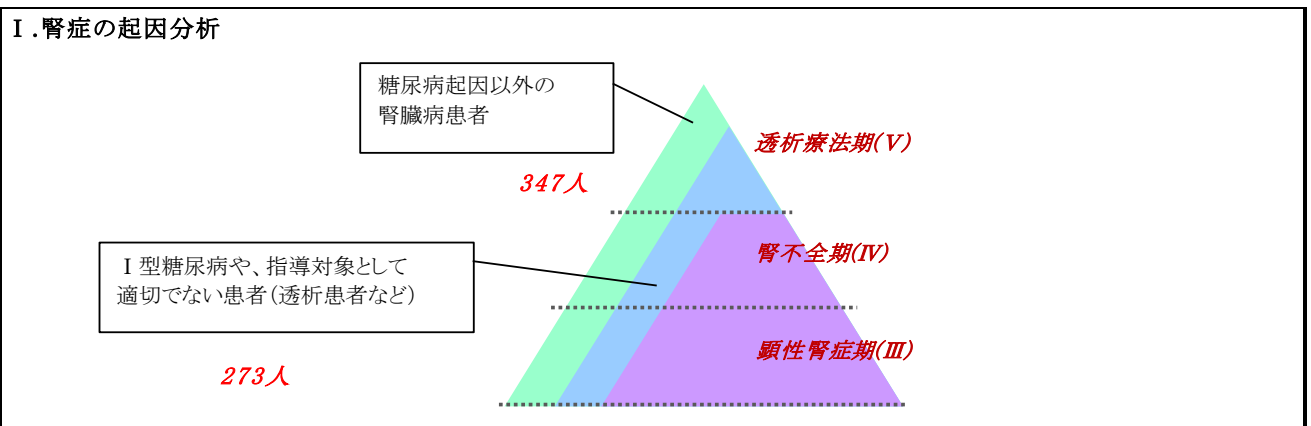 Ⅰ.腎症の起因分析
糖尿病起因以外の
腎臓病患者
透析療法期(Ⅴ)
347人
腎不全期(Ⅳ)
Ⅰ型糖尿病や、指導対象として
適切でない患者(透析患者など)
顕性腎症期(Ⅲ)
273人